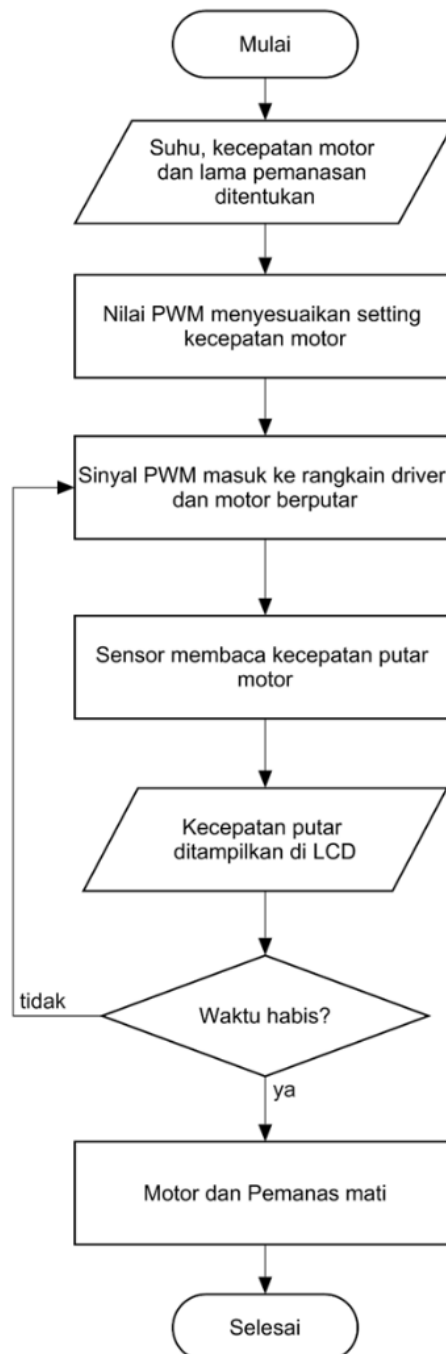 Mulai
Suhu, kecepatan motor
dan lama pemanasan
ditentukan
Nilai PWM menyesuaikan setting
kecepatan motor
Sinyal PWM masuk ke rangkain driver
dan motor berputar
Sensor membaca kecepatan putar
motor
Kecepatan putar
ditampilkan di LCD
tidak
Waktu habis?
ya
Motor dan Pemanas mati
Selesai